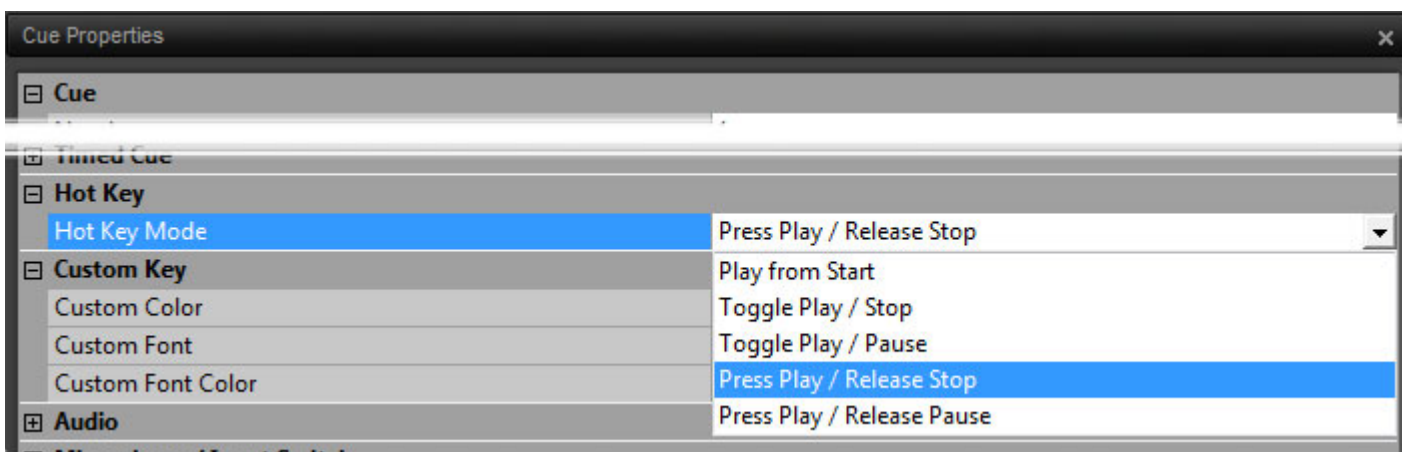 Cue Properties
Cue
Timed Cue
Hot Key
Hot Key Mode Press Play / Release Stop
Custom Key Play from Start
Custom Color Toggle Play / Stop
Custom Font Toggle Play / Pause
Custom Font Color Press Play / Release Stop
Audio Press Play / Release Pause